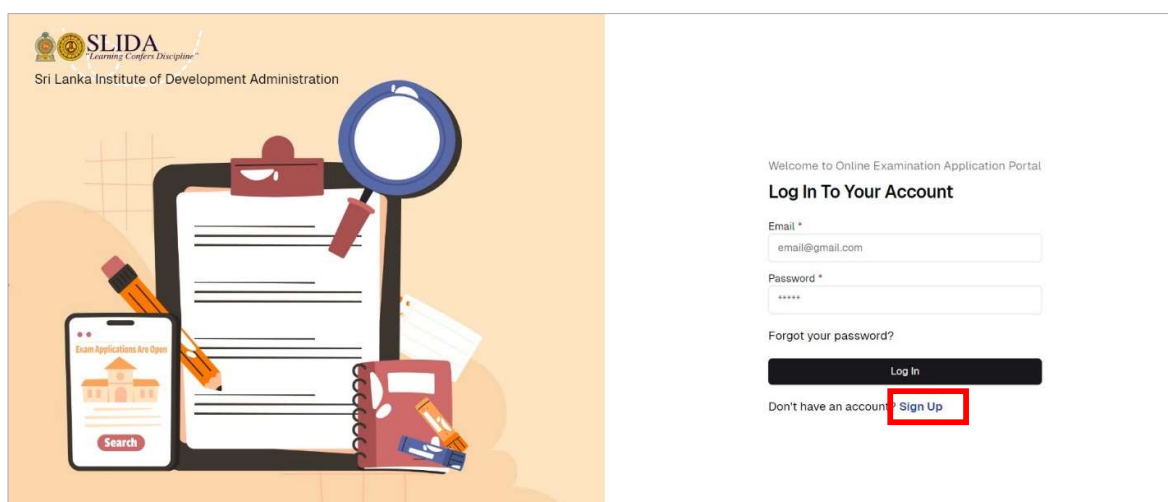 SLIDA
"Learning Confers Discipline"
Sri Lanka Institute of Development Administration
Exam Applications Are Open
Search
Welcome to Online Examination Application Portal
Log In To Your Account
Email *
email@gmail.com
Password *
*****
Forgot your password?
Log In
Don't have an account? Sign Up